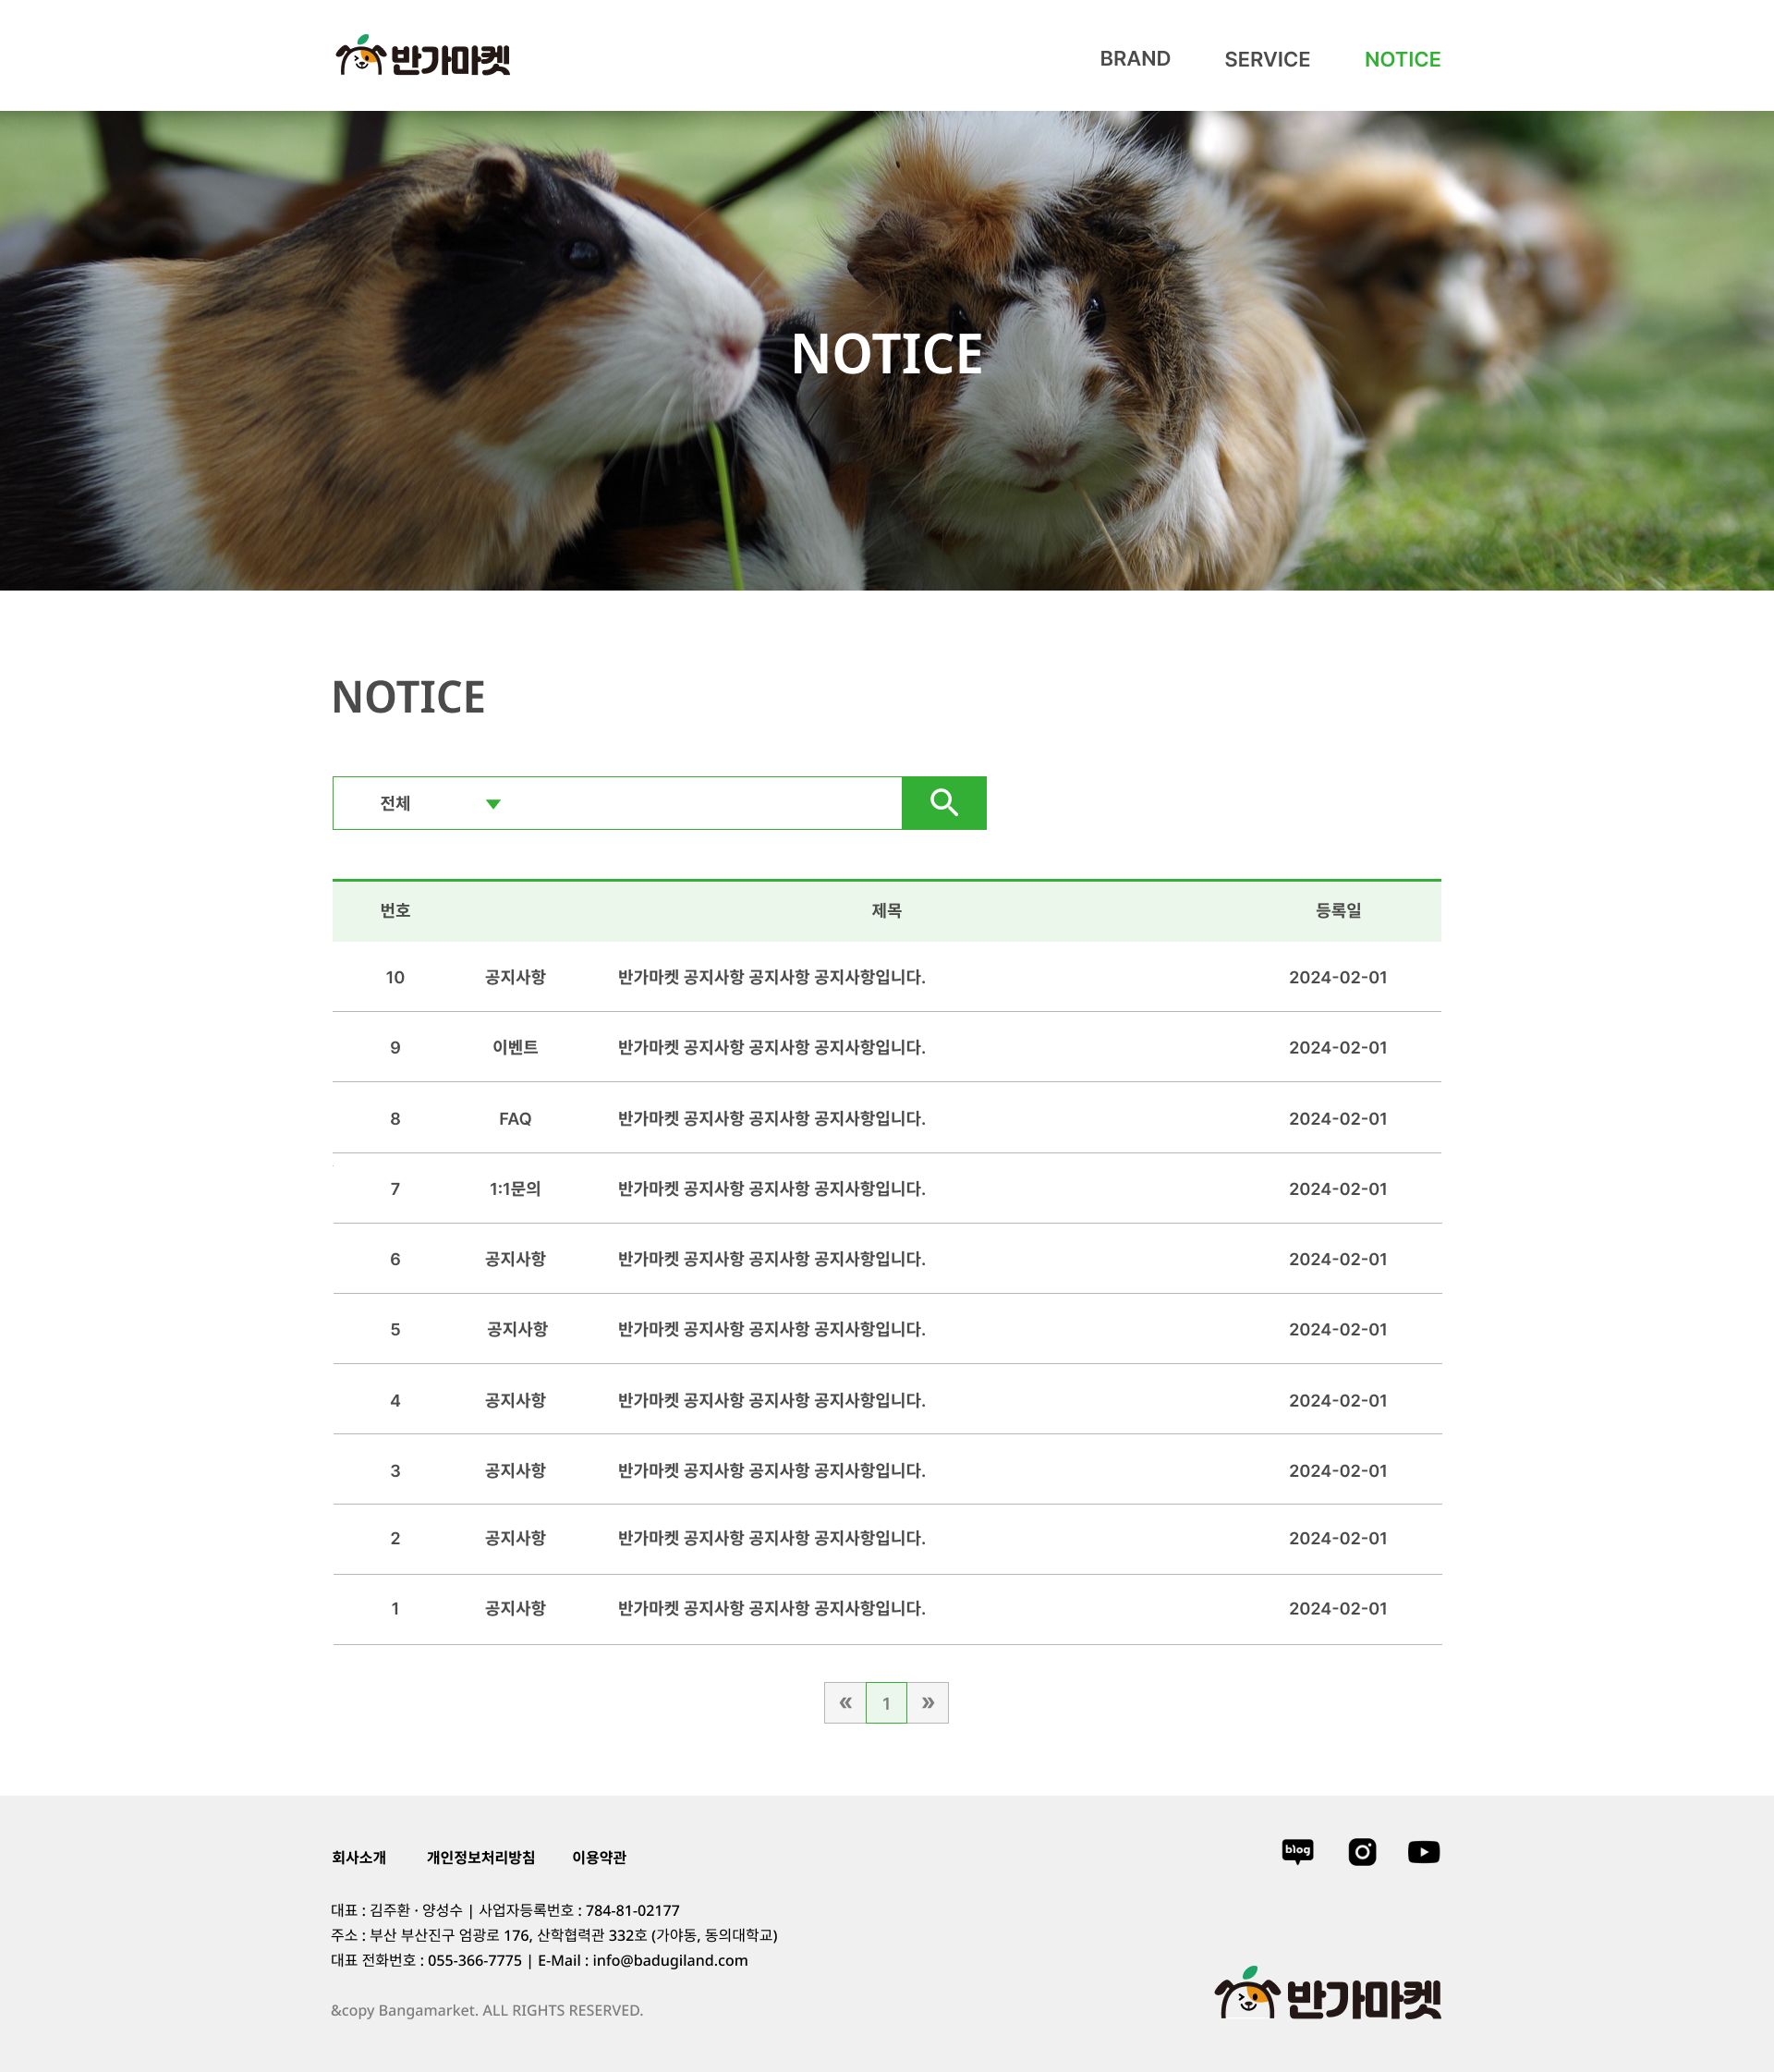 반가마켓
BRAND SERVICE NOTICE
NOTICE
NOTICE
전체
번호 제목 등록일
10 공지사항 반가마켓 공지사항 공지사항 공지사항입니다. 2024-02-01
9 이벤트 반가마켓 공지사항 공지사항 공지사항입니다. 2024-02-01
8 FAQ 반가마켓 공지사항 공지사항 공지사항입니다. 2024-02-01
7 1:1문의 반가마켓 공지사항 공지사항 공지사항입니다. 2024-02-01
6 공지사항 반가마켓 공지사항 공지사항 공지사항입니다. 2024-02-01
5 공지사항 반가마켓 공지사항 공지사항 공지사항입니다. 2024-02-01
4 공지사항 반가마켓 공지사항 공지사항 공지사항입니다. 2024-02-01
3 공지사항 반가마켓 공지사항 공지사항 공지사항입니다. 2024-02-01
2 공지사항 반가마켓 공지사항 공지사항 공지사항입니다. 2024-02-01
1 공지사항 반가마켓 공지사항 공지사항 공지사항입니다. 2024-02-01
« 1 »
회사소개 개인정보처리방침 이용약관
blog
대표 : 김주환 · 양성수 | 사업자등록번호 : 784-81-02177
주소 : 부산 부산진구 엄광로 176, 산학협력관 332호 (가야동, 동의대학교)
대표 전화번호 : 055-366-7775 | E-Mail : info@badugiland.com
&copy Bangamarket. ALL RIGHTS RESERVED.
반가마켓